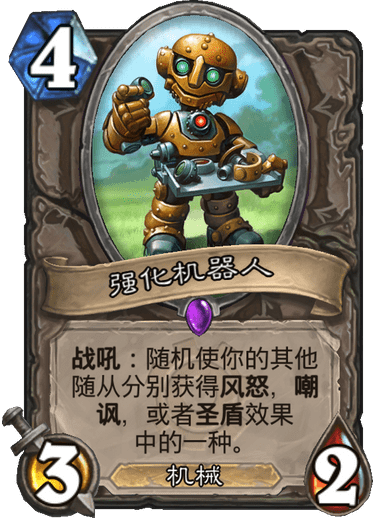 4
强化机器人
战吼：随机使你的其他
随从分别获得风怒，嘲
讽，或者圣盾效果
中的一种。
3
机械
2